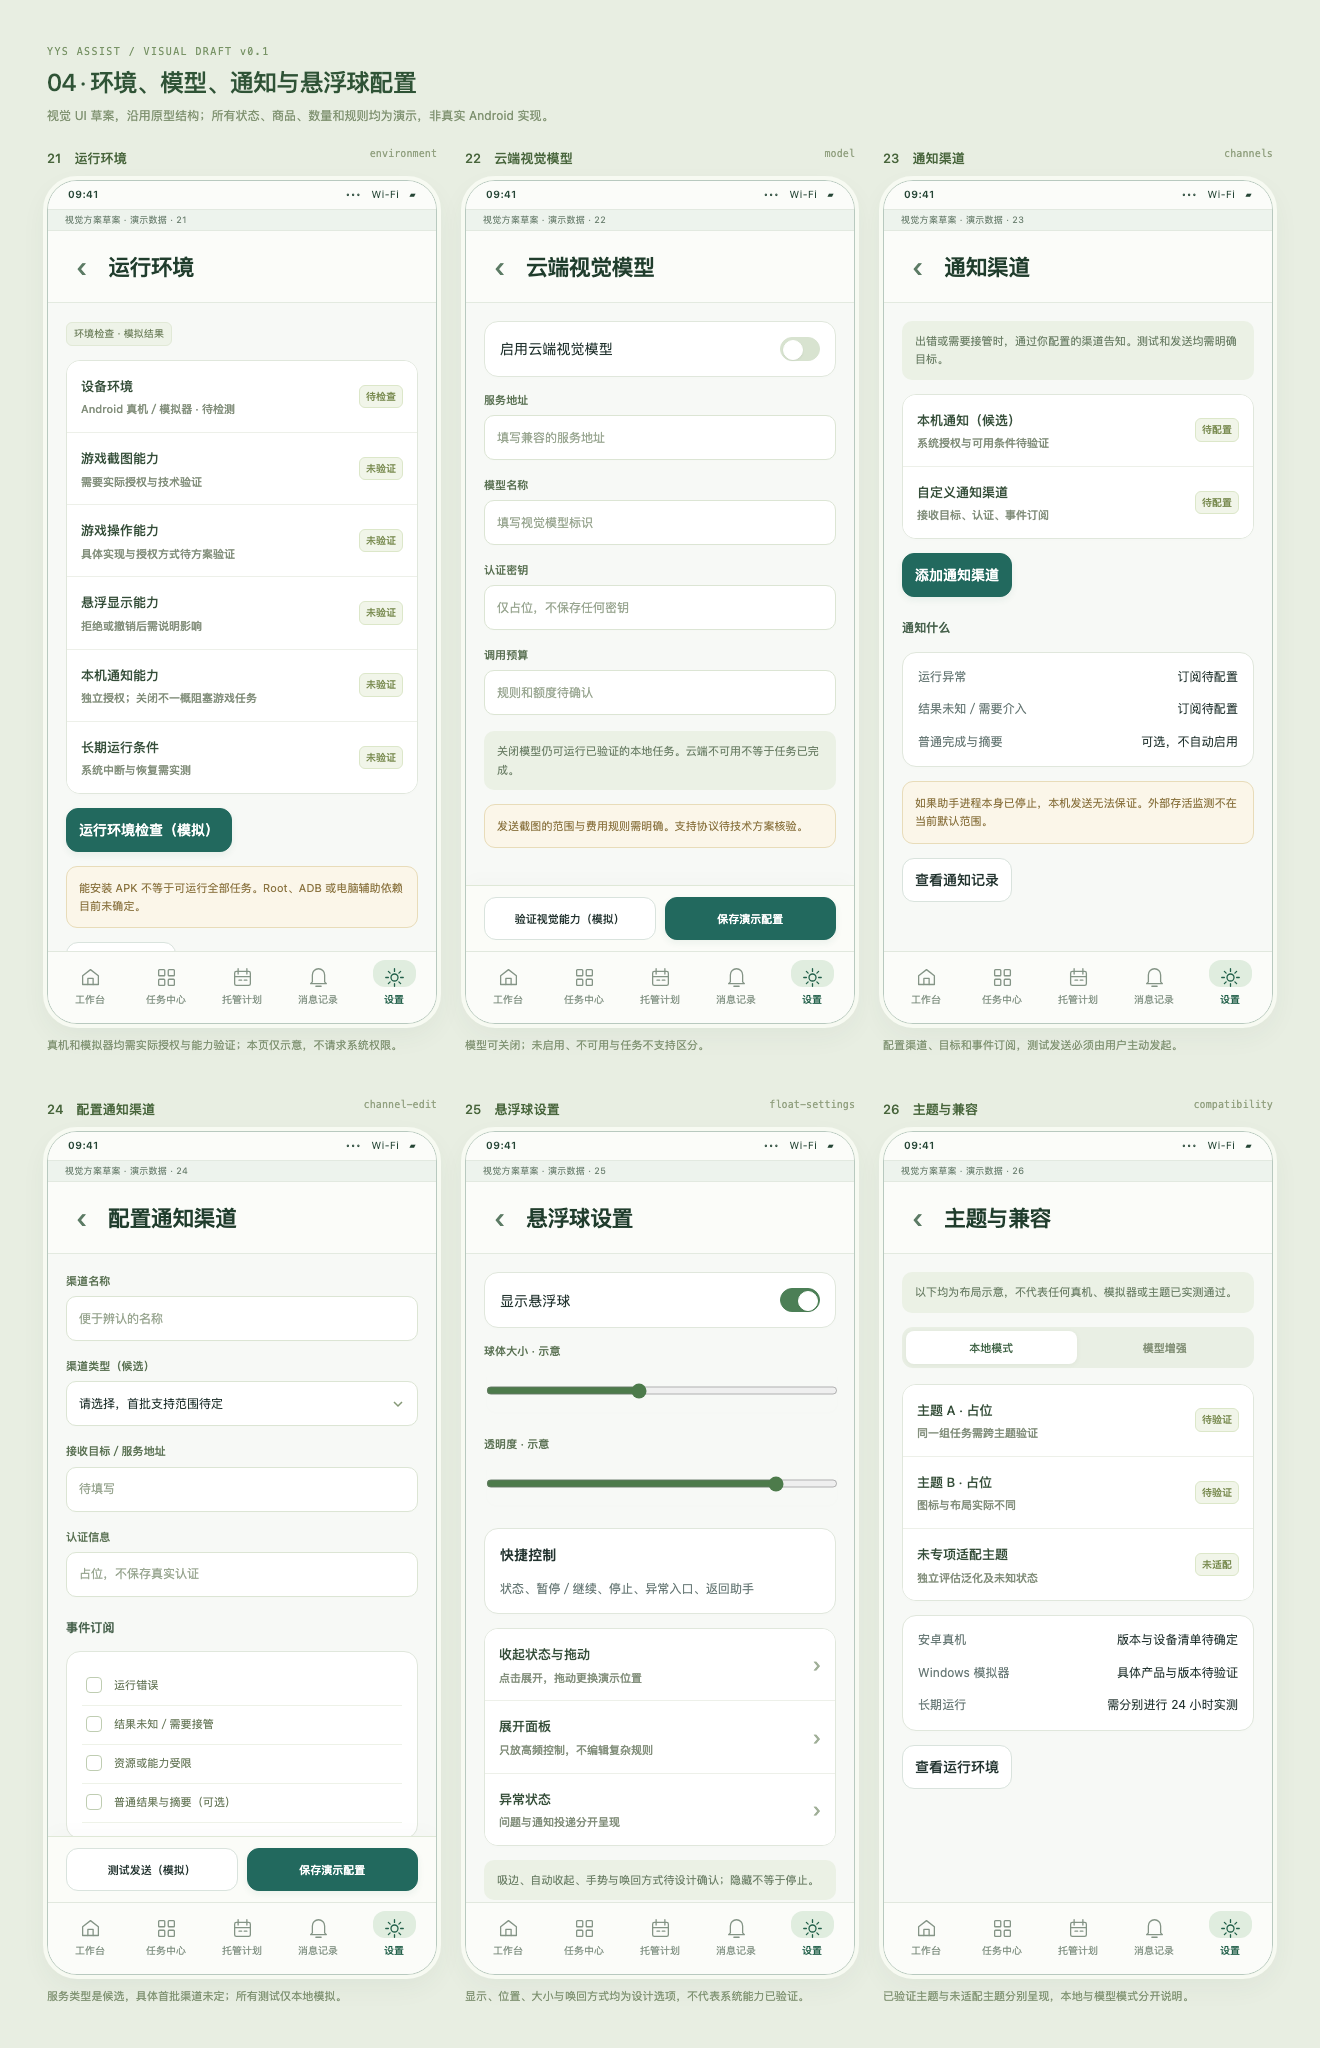 YYS ASSIST / VISUAL DRAFT v0.1
04·环境、模型、通知与悬浮球配置
视觉 UI 草案，沿用原型结构；所有状态、商品、数量和规则均为演示，非真实 Android 实现。
21 运行环境 environment
09:41 ••• Wi-Fi
视觉方案草案 · 演示数据 · 21
‹ 运行环境
环境检查 · 模拟结果
设备环境
Android 真机 / 模拟器 · 待检测
待检查
游戏截图能力
需要实际授权与技术验证
未验证
游戏操作能力
具体实现与授权方式待方案验证
未验证
悬浮显示能力
拒绝或撤销后需说明影响
未验证
本机通知能力
独立授权；关闭不一概阻塞游戏任务
未验证
长期运行条件
系统中断与恢复需实测
未验证
运行环境检查（模拟）
能安装 APK 不等于可运行全部任务。Root、ADB 或电脑辅助依赖
目前未确定。
工作台 任务中心 托管计划 消息记录 设置
真机和模拟器均需实际授权与能力验证；本页仅示意，不请求系统权限。
22 云端视觉模型 model
09:41 ••• Wi-Fi
视觉方案草案 · 演示数据 · 22
‹ 云端视觉模型
启用云端视觉模型
服务地址
填写兼容的服务地址
模型名称
填写视觉模型标识
认证密钥
仅占位，不保存任何密钥
调用预算
规则和额度待确认
关闭模型仍可运行已验证的本地任务。云端不可用不等于任务已完
成。
发送截图的范围与费用规则需明确。支持协议待技术方案核验。
验证视觉能力（模拟） 保存演示配置
工作台 任务中心 托管计划 消息记录 设置
模型可关闭；未启用、不可用与任务不支持区分。
23 通知渠道 channels
09:41 ••• Wi-Fi
视觉方案草案 · 演示数据 · 23
‹ 通知渠道
出错或需要接管时，通过你配置的渠道告知。测试和发送均需明确
目标。
本机通知（候选）
系统授权与可用条件待验证
待配置
自定义通知渠道
接收目标、认证、事件订阅
待配置
添加通知渠道
通知什么
运行异常 订阅待配置
结果未知 / 需要介入 订阅待配置
普通完成与摘要 可选，不自动启用
如果助手进程本身已停止，本机发送无法保证。外部存活监测不在
当前默认范围。
查看通知记录
工作台 任务中心 托管计划 消息记录 设置
配置渠道、目标和事件订阅，测试发送必须由用户主动发起。
24 配置通知渠道 channel-edit
09:41 ••• Wi-Fi
视觉方案草案 · 演示数据 · 24
‹ 配置通知渠道
渠道名称
便于辨认的名称
渠道类型（候选）
请选择，首批支持范围待定
接收目标 / 服务地址
待填写
认证信息
占位，不保存真实认证
事件订阅
运行错误
结果未知 / 需要接管
资源或能力受限
普通结果与摘要（可选）
测试发送（模拟） 保存演示配置
工作台 任务中心 托管计划 消息记录 设置
服务类型是候选，具体首批渠道未定；所有测试仅本地模拟。
25 悬浮球设置 float-settings
09:41 ••• Wi-Fi
视觉方案草案 · 演示数据 · 25
‹ 悬浮球设置
显示悬浮球
球体大小 · 示意
透明度 · 示意
快捷控制
状态、暂停 / 继续、停止、异常入口、返回助手
收起状态与拖动
点击展开，拖动更换演示位置
›
展开面板
只放高频控制，不编辑复杂规则
›
异常状态
问题与通知投递分开呈现
›
吸边、自动收起、手势与唤回方式待设计确认；隐藏不等于停止。
工作台 任务中心 托管计划 消息记录 设置
显示、位置、大小与唤回方式均为设计选项，不代表系统能力已验证。
26 主题与兼容 compatibility
09:41 ••• Wi-Fi
视觉方案草案 · 演示数据 · 26
‹ 主题与兼容
以下均为布局示意，不代表任何真机、模拟器或主题已实测通过。
本地模式 模型增强
主题 A · 占位
同一组任务需跨主题验证
待验证
主题 B · 占位
图标与布局实际不同
待验证
未专项适配主题
独立评估泛化及未知状态
未适配
安卓真机 版本与设备清单待确定
Windows 模拟器 具体产品与版本待验证
长期运行 需分别进行 24 小时实测
查看运行环境
工作台 任务中心 托管计划 消息记录 设置
已验证主题与未适配主题分别呈现，本地与模型模式分开说明。